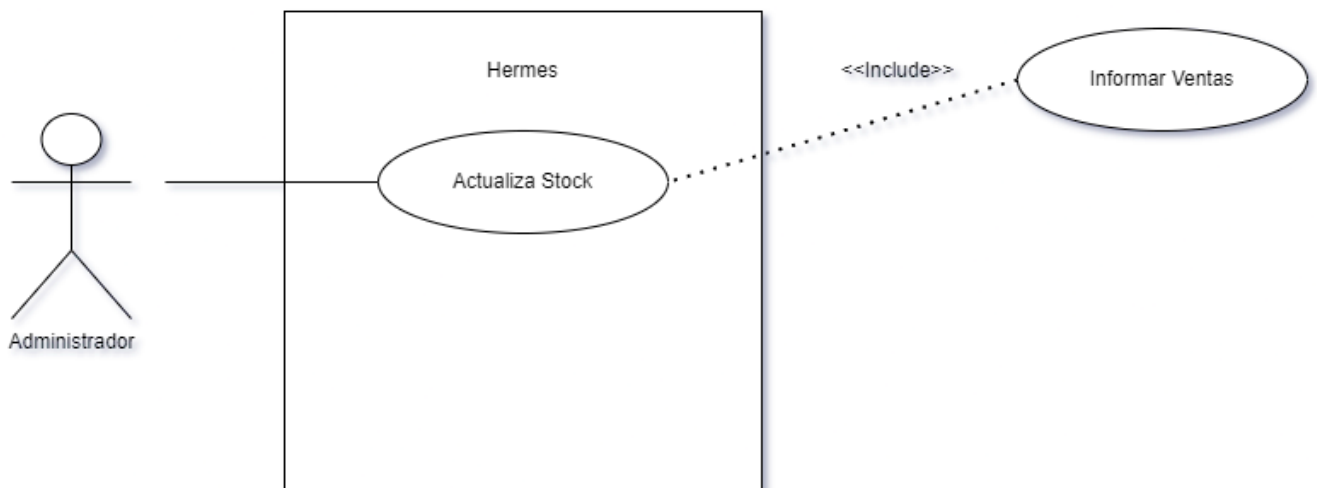 Hermes
<<Include>>
Informar Ventas
Actualiza Stock
Administrador